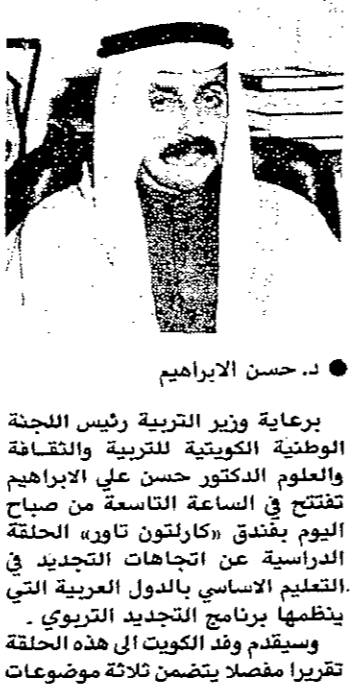 ● د. حسن الابراهيم
برعاية وزير التربية رئيس اللجنة
الوطنية الكويتية للتربية والثقافة
والعلوم الدكتور حسن علي الابراهيم
تفتتح في الساعة التاسعة من صباح
اليوم بفندق «كارلتون تاور» الحلقة
الدراسية عن اتجاهات التجديد في
التعليم الاساسي بالدول العربية التي
ينظمها برنامج التجديد التربوي .
وسيقدم وفد الكويت الى هذه الحلقة
تقريرا مفصلا يتضمن ثلاثة موضوعات